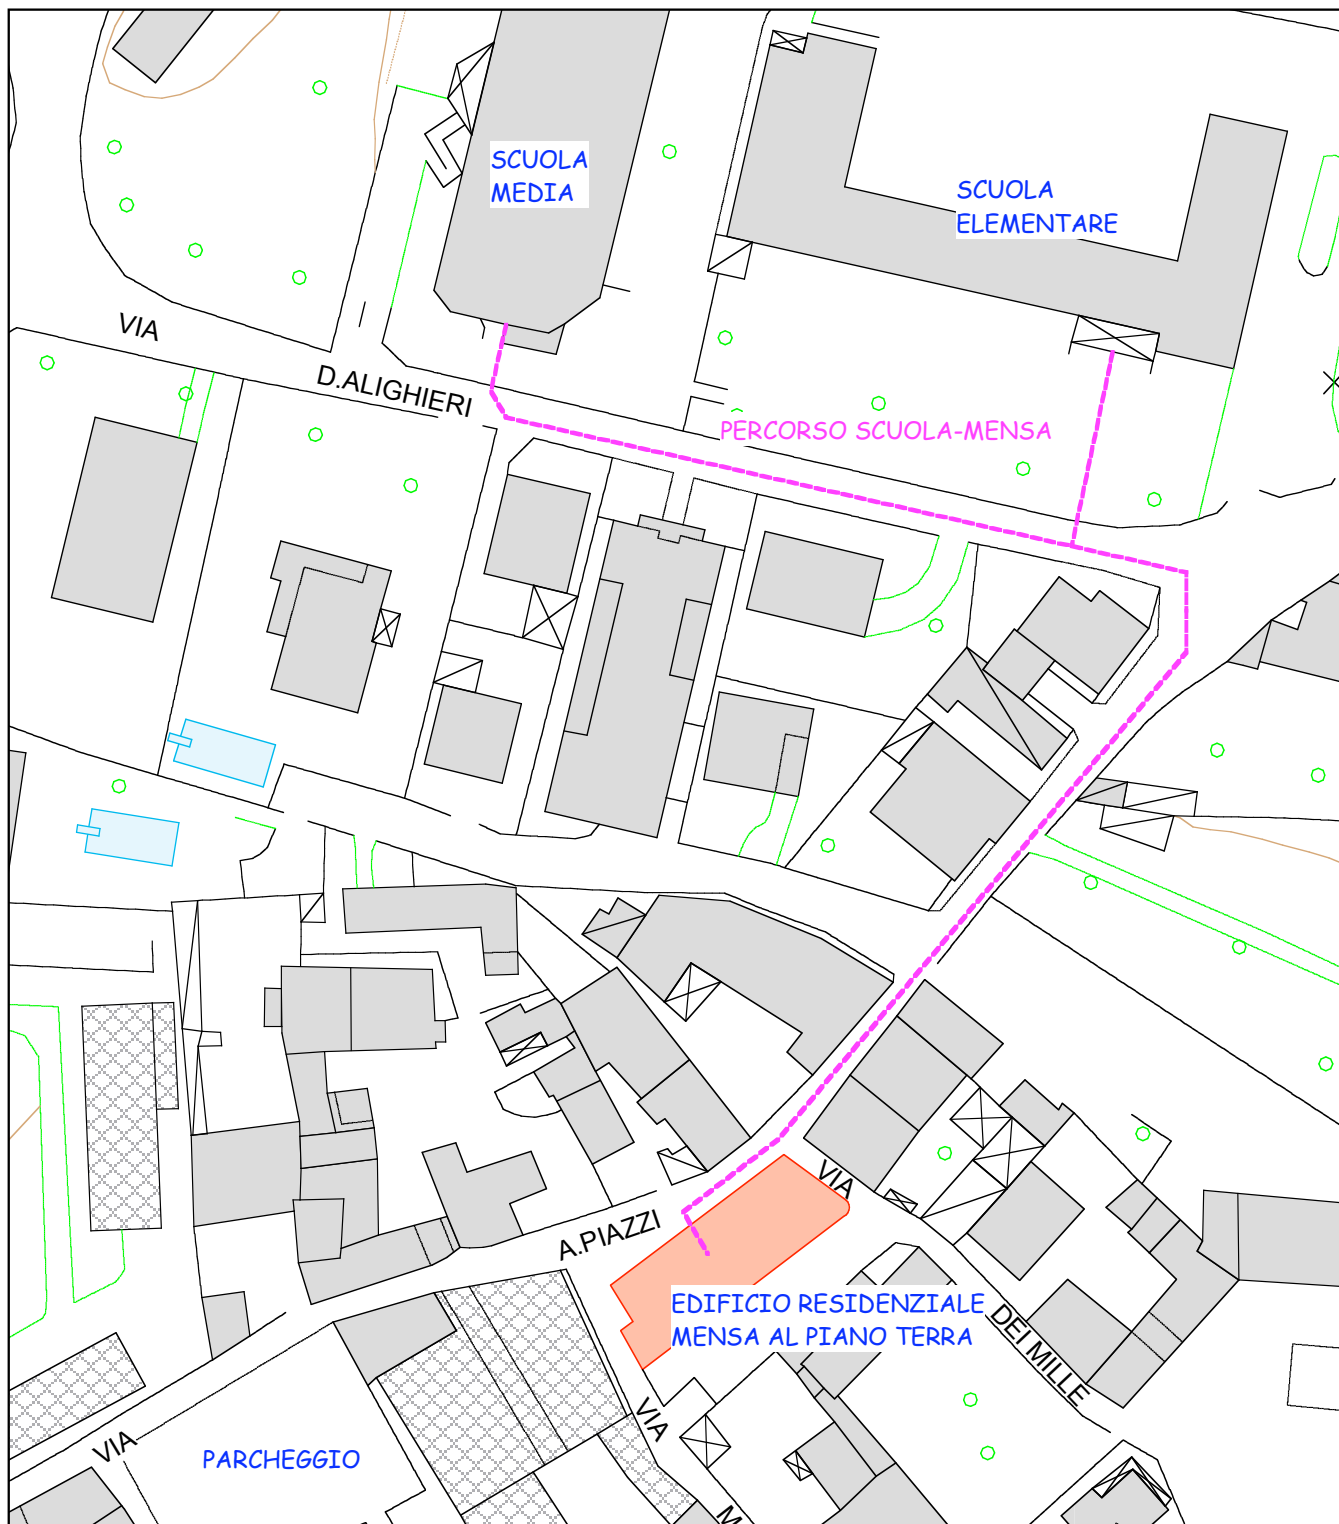 SCUOLA
MEDIA
SCUOLA
ELEMENTARE
VIA
D.ALIGHIERI
PERCORSO SCUOLA-MENSA
VIA
A.PIAZZI
EDIFICIO RESIDENZIALE
MENSA AL PIANO TERRA
DEI MILLE
VIA
VIA
PARCHEGGIO
M